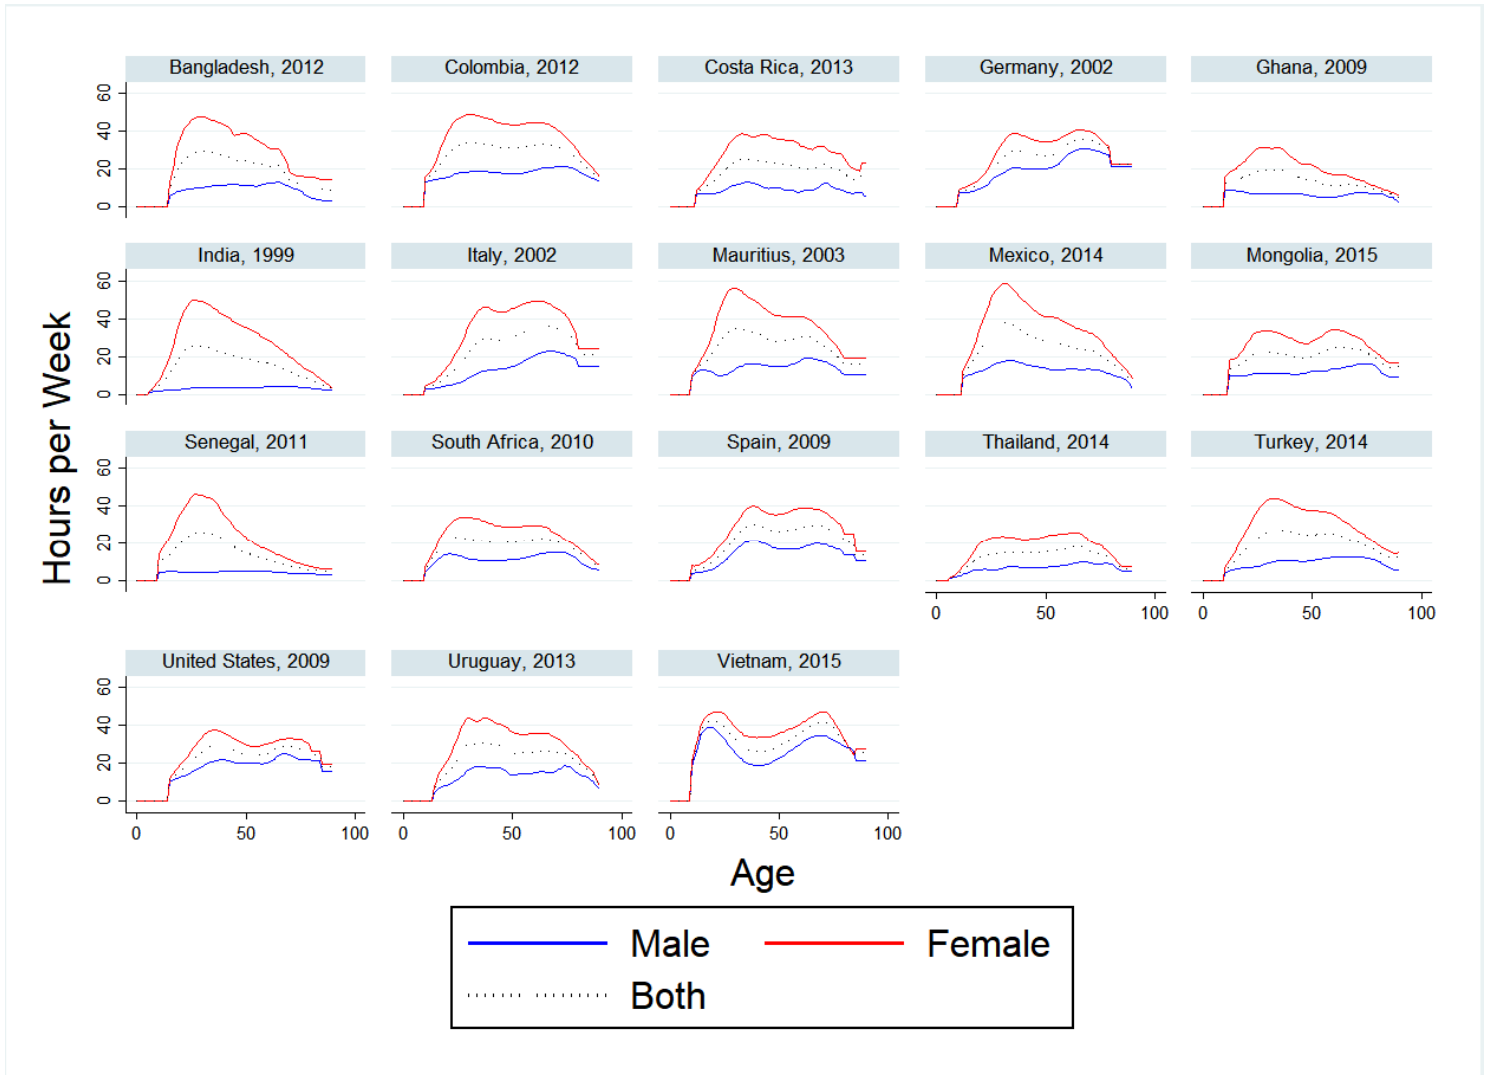 Bangladesh, 2012 Colombia, 2012 Costa Rica, 2013 Germany, 2002 Ghana, 2009
60
40
20
0
India, 1999 Italy, 2002 Mauritius, 2003 Mexico, 2014 Mongolia, 2015
60
40
20
0
Senegal, 2011 South Africa, 2010 Spain, 2009 Thailand, 2014 Turkey, 2014
60
40
20
0
0 50 100 0 50 100
United States, 2009 Uruguay, 2013 Vietnam, 2015
60
40
20
0
0 50 100 0 50 100 0 50 100
Hours per Week
Age
Male Female
Both